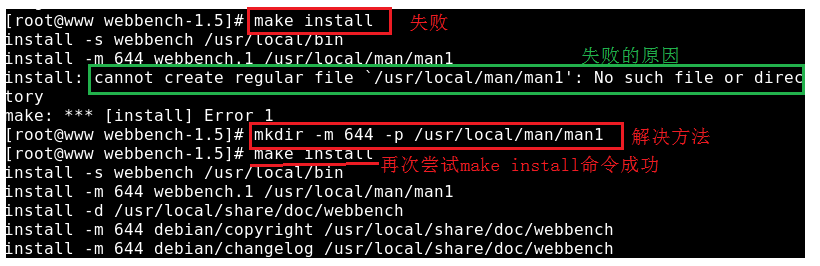 [root@www webbench-1.5]# make install 失败
install -s webbench /usr/local/bin
install -m 644 webbench.1 /usr/local/man/man1 失败的原因
install: cannot create regular file `/usr/local/man/man1': No such file or direc
tory
make: *** [install] Error 1
[root@www webbench-1.5]# mkdir -m 644 -p /usr/local/man/man1 解决方法
[root@www webbench-1.5]# make install 再次尝试make install命令成功
install -s webbench /usr/local/bin
install -m 644 webbench.1 /usr/local/man/man1
install -d /usr/local/share/doc/webbench
install -m 644 debian/copyright /usr/local/share/doc/webbench
install -m 644 debian/changelog /usr/local/share/doc/webbench